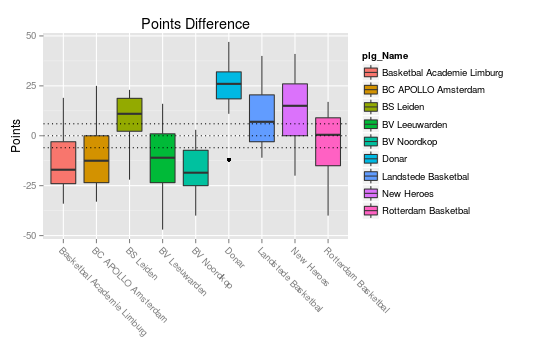 Points Difference
50
25
0
-25
-50
Points
Basketbal Academie Limburg
BC APOLLO Amsterdam
BS Leiden
BV Leeuwarden
BV Noordkop
Donar
Landstede Basketbal
New Heroes
Rotterdam Basketbal
plg_Name
Basketbal Academie Limburg
BC APOLLO Amsterdam
BS Leiden
BV Leeuwarden
BV Noordkop
Donar
Landstede Basketbal
New Heroes
Rotterdam Basketbal